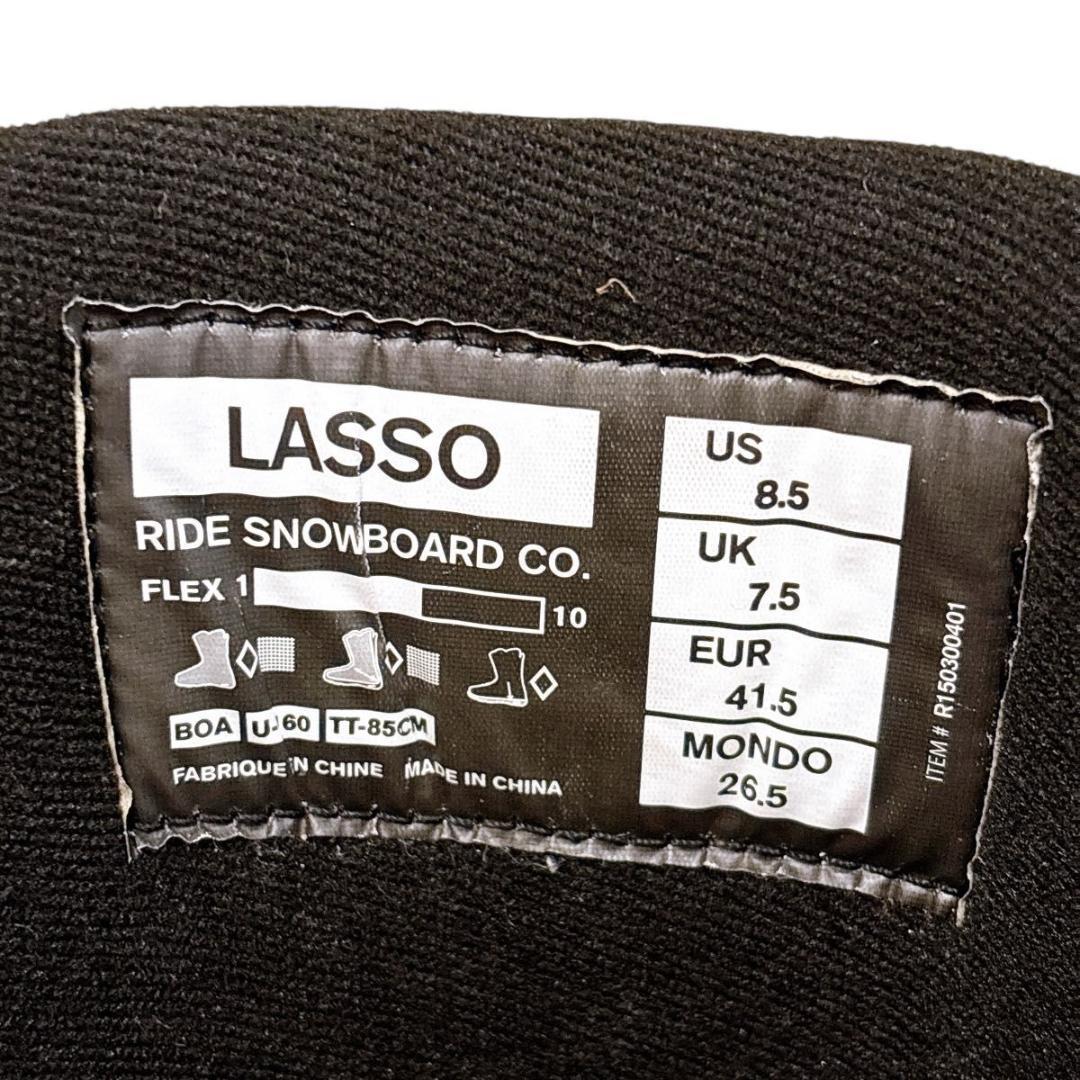 LASSO
RIDE SNOWBOARD CO.
FLEX 1 10
BOA TT-85CM
FABRIQUE EN CHINE MADE IN CHINA
US
8.5
UK
7.5
EUR
41.5
MONDO
26.5
ITEM # R150300401